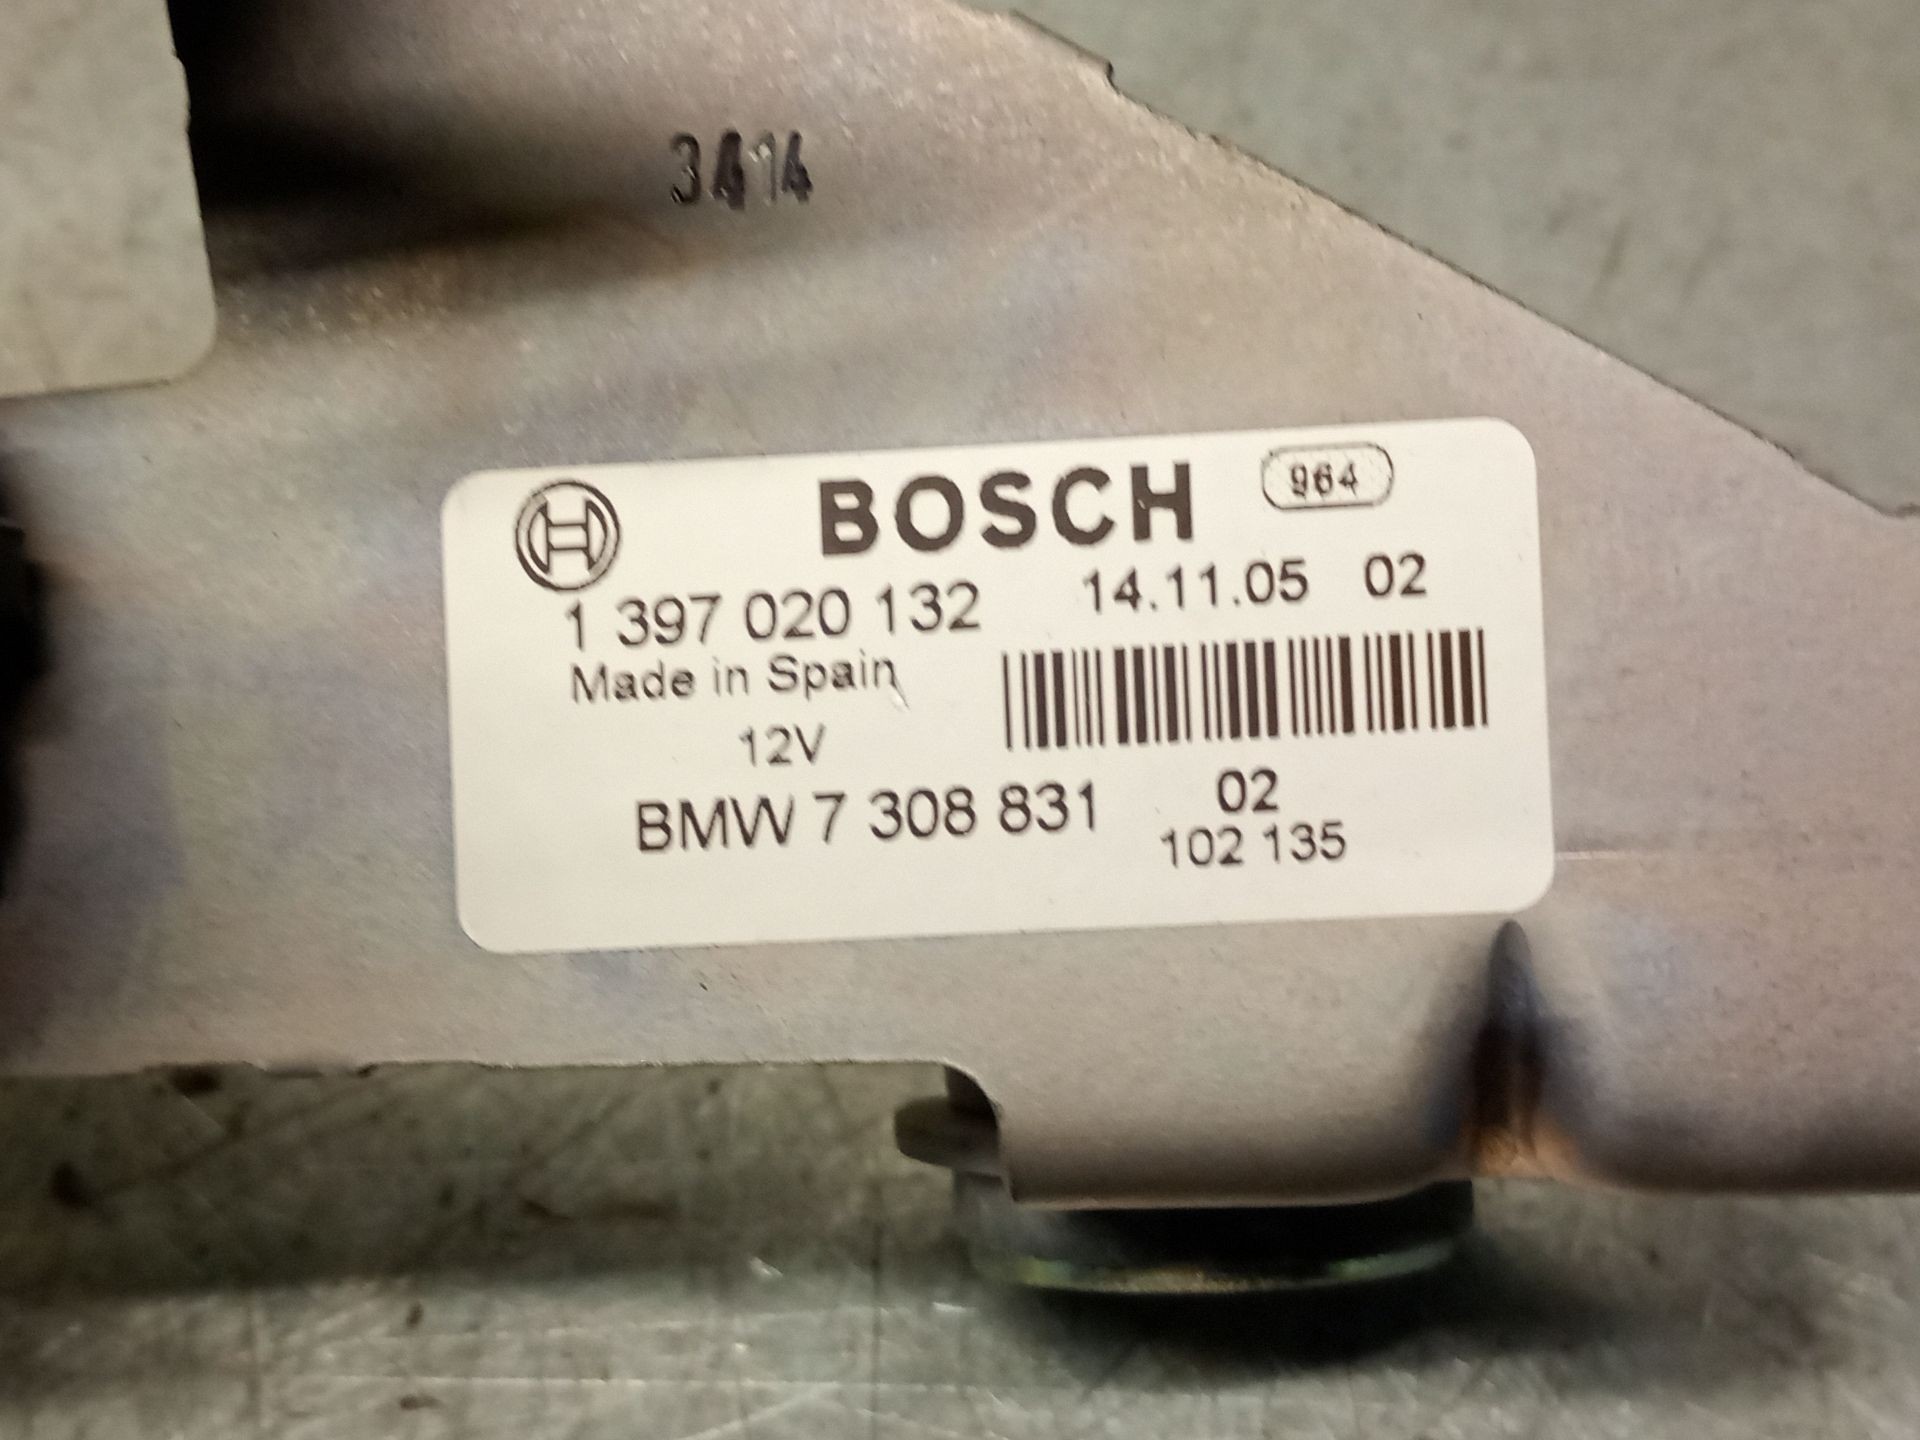 3414
BOSCH 964
1 397 020 132 14.11.05 02
Made in Spain
12V
BMW 7 308 831 02
102 135